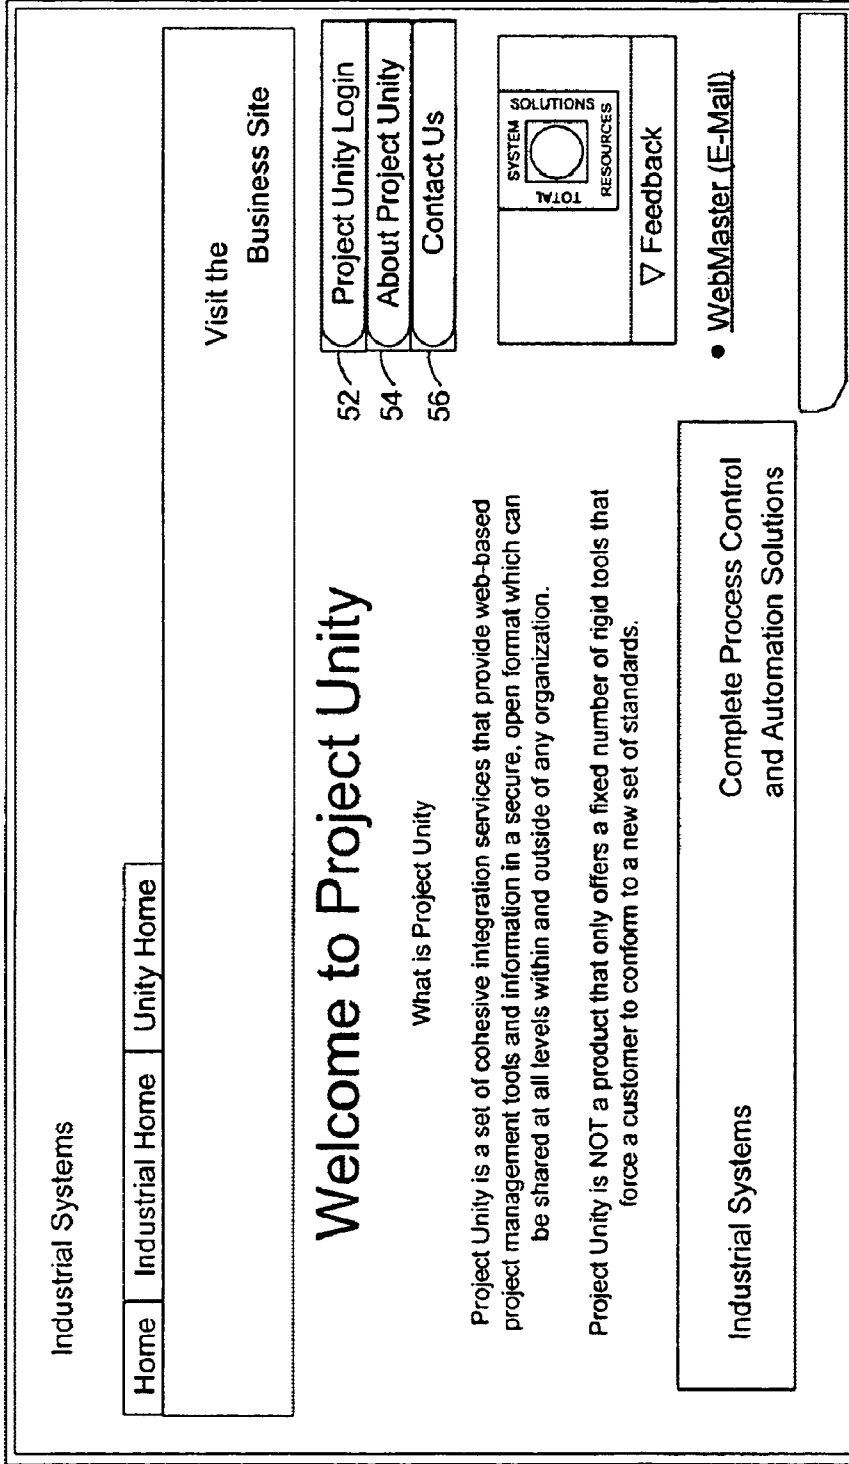 Industrial Systems
Home Industrial Home Unity Home
Visit the
Business Site
Welcome to Project Unity
52 Project Unity Login
54 About Project Unity
56 Contact Us
What is Project Unity
Project Unity is a set of cohesive integration services that provide web-based
project management tools and information in a secure, open format which can
be shared at all levels within and outside of any organization.
Project Unity is NOT a product that only offers a fixed number of rigid tools that
force a customer to conform to a new set of standards.
TOTAL
SYSTEM
SOLUTIONS
RESOURCES
▽ Feedback
• WebMaster (E-Mail)
Industrial Systems
Complete Process Control
and Automation Solutions